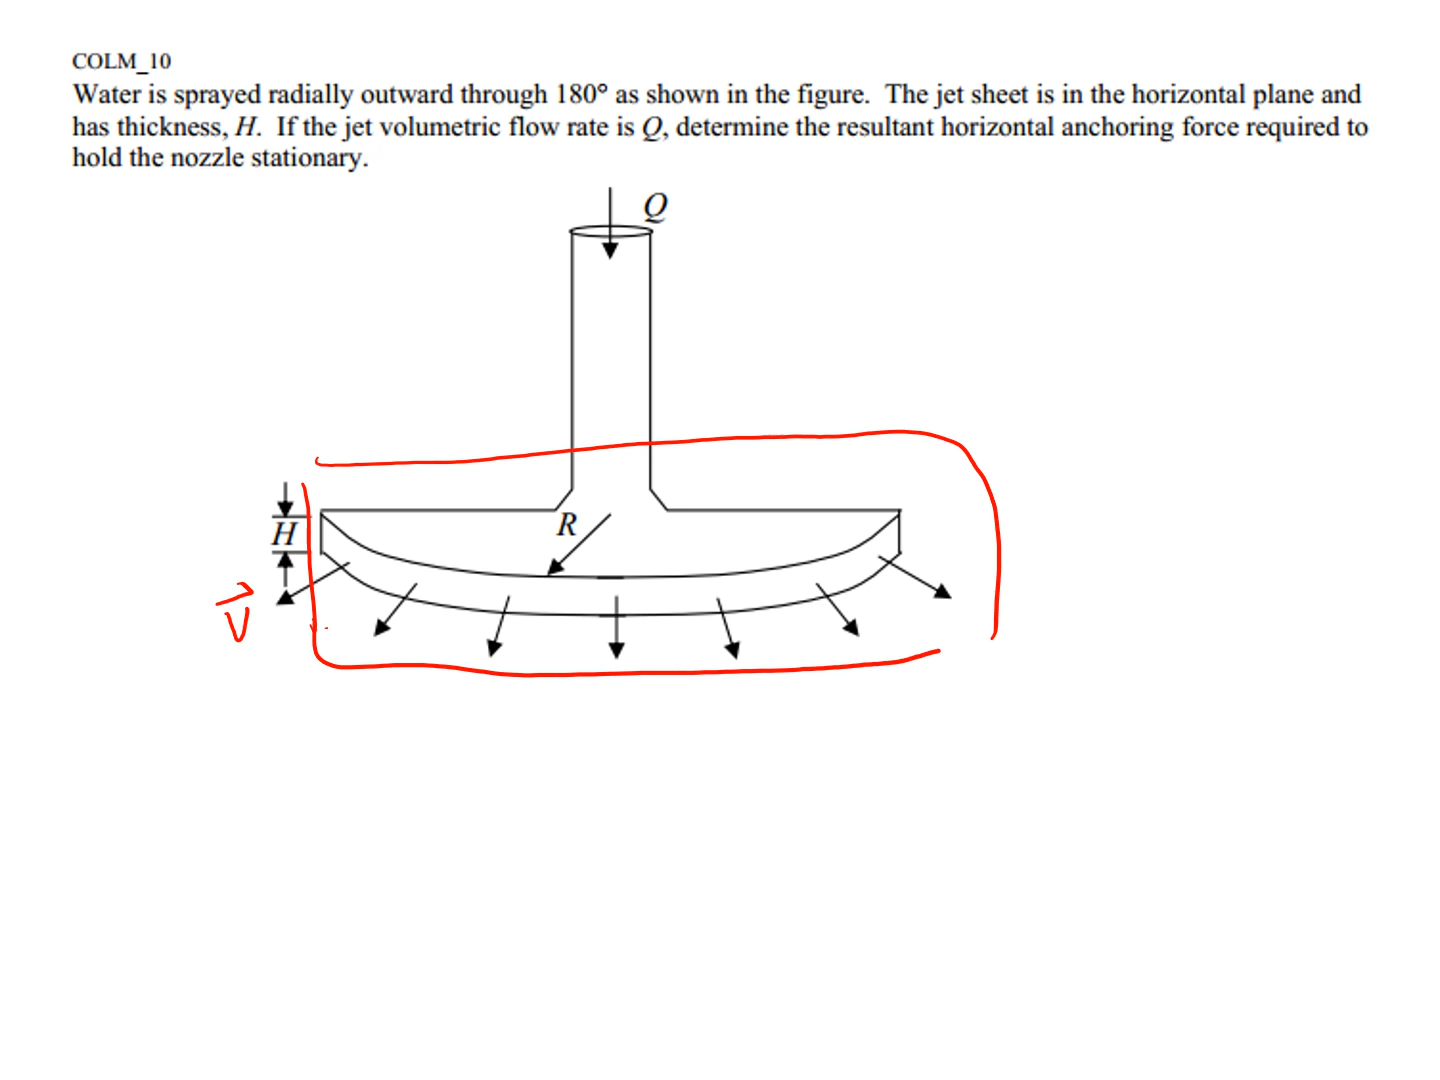 COLM_10
Water is sprayed radially outward through 180° as shown in the figure. The jet sheet is in the horizontal plane and
has thickness, H. If the jet volumetric flow rate is Q, determine the resultant horizontal anchoring force required to
hold the nozzle stationary.
Q
R
H
V